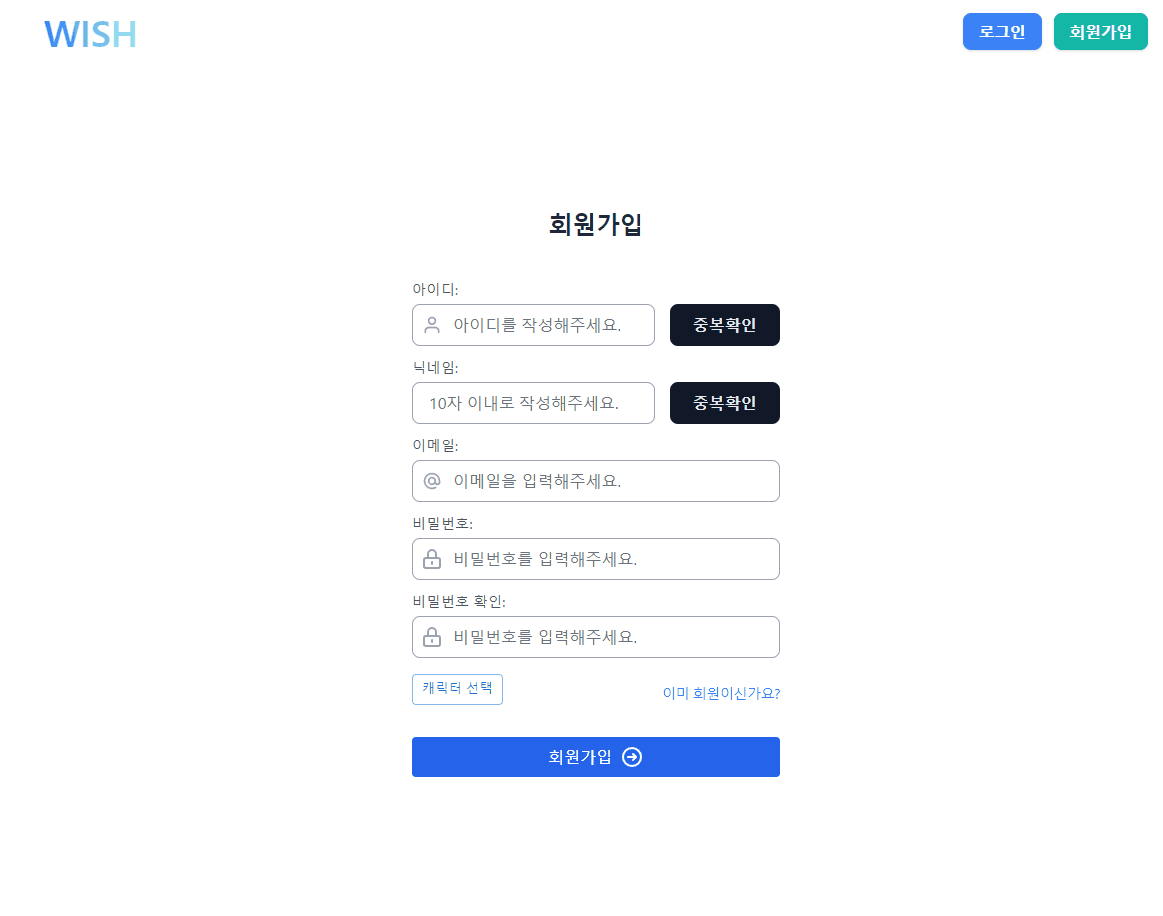 WISH
로그인
회원가입
회원가입
아이디:
아이디를 작성해주세요.
중복확인
닉네임:
10자 이내로 작성해주세요.
중복확인
이메일:
이메일을 입력해주세요.
비밀번호:
비밀번호를 입력해주세요.
비밀번호 확인:
비밀번호를 입력해주세요.
캐릭터 선택
이미 회원이신가요?
회원가입